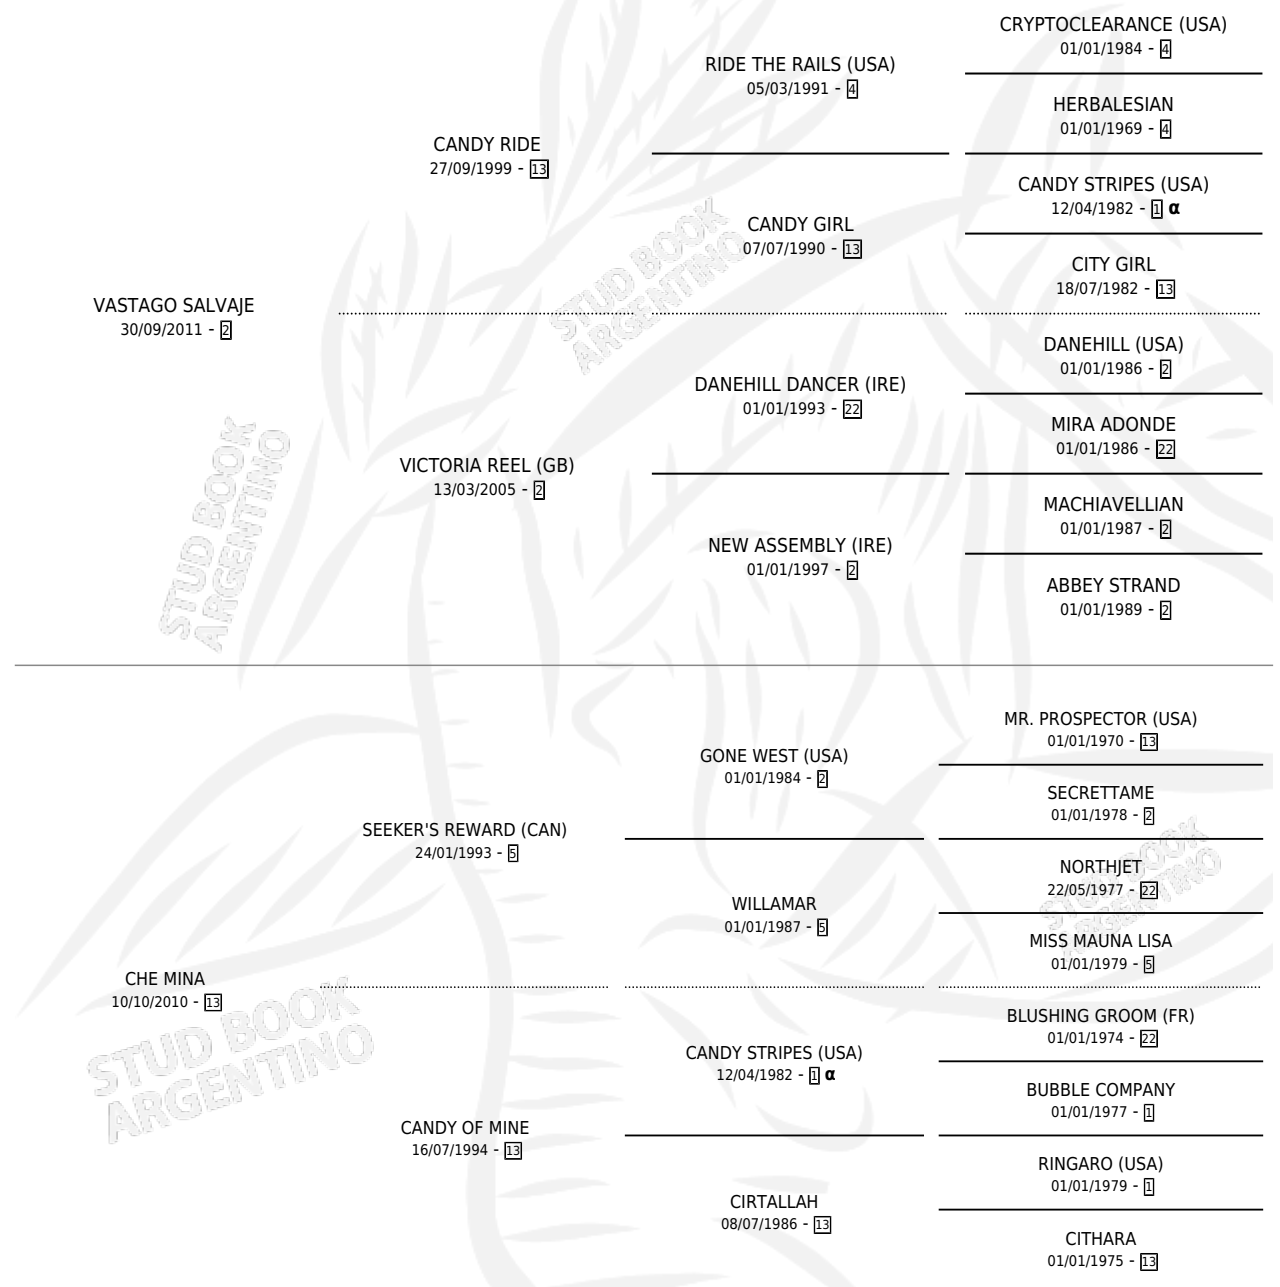 CRYPTOCLEARANCE (USA)
01/01/1984 - 4
RIDE THE RAILS (USA)
05/03/1991 - 4
HERBALESIAN
01/01/1969 - 4
CANDY RIDE
27/09/1999 - 13
CANDY STRIPES (USA)
12/04/1982 - 1 α
CANDY GIRL
07/07/1990 - 13
CITY GIRL
18/07/1982 - 13
VASTAGO SALVAJE
30/09/2011 - 2
DANEHILL (USA)
01/01/1986 - 2
DANEHILL DANCER (IRE)
01/01/1993 - 22
MIRA ADONDE
01/01/1986 - 22
VICTORIA REEL (GB)
13/03/2005 - 2
MACHIAVELLIAN
01/01/1987 - 2
NEW ASSEMBLY (IRE)
01/01/1997 - 2
ABBEY STRAND
01/01/1989 - 2
STUD BOOK
ARGENTINO
STUD BOOK
ARGENTINO
MR. PROSPECTOR (USA)
01/01/1970 - 13
GONE WEST (USA)
01/01/1984 - 2
SECRETTAME
01/01/1978 - 2
SEEKER'S REWARD (CAN)
24/01/1993 - 5
NORTHJET
22/05/1977 - 22
WILLAMAR
01/01/1987 - 5
MISS MAUNA LISA
01/01/1979 - 5
CHE MINA
10/10/2010 - 13
BLUSHING GROOM (FR)
01/01/1974 - 22
CANDY STRIPES (USA)
12/04/1982 - 1 α
BUBBLE COMPANY
01/01/1977 - 1
CANDY OF MINE
16/07/1994 - 13
RINGARO (USA)
01/01/1979 - 1
CIRTALLAH
08/07/1986 - 13
CITHARA
01/01/1975 - 13
STUD BOOK
ARGENTINO
STUD BOOK
ARGENTINO